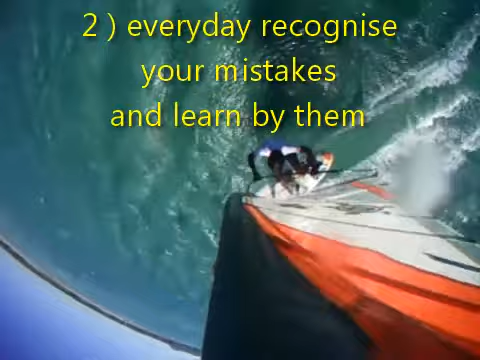 2 ) everyday recognise
your mistakes
and learn by them